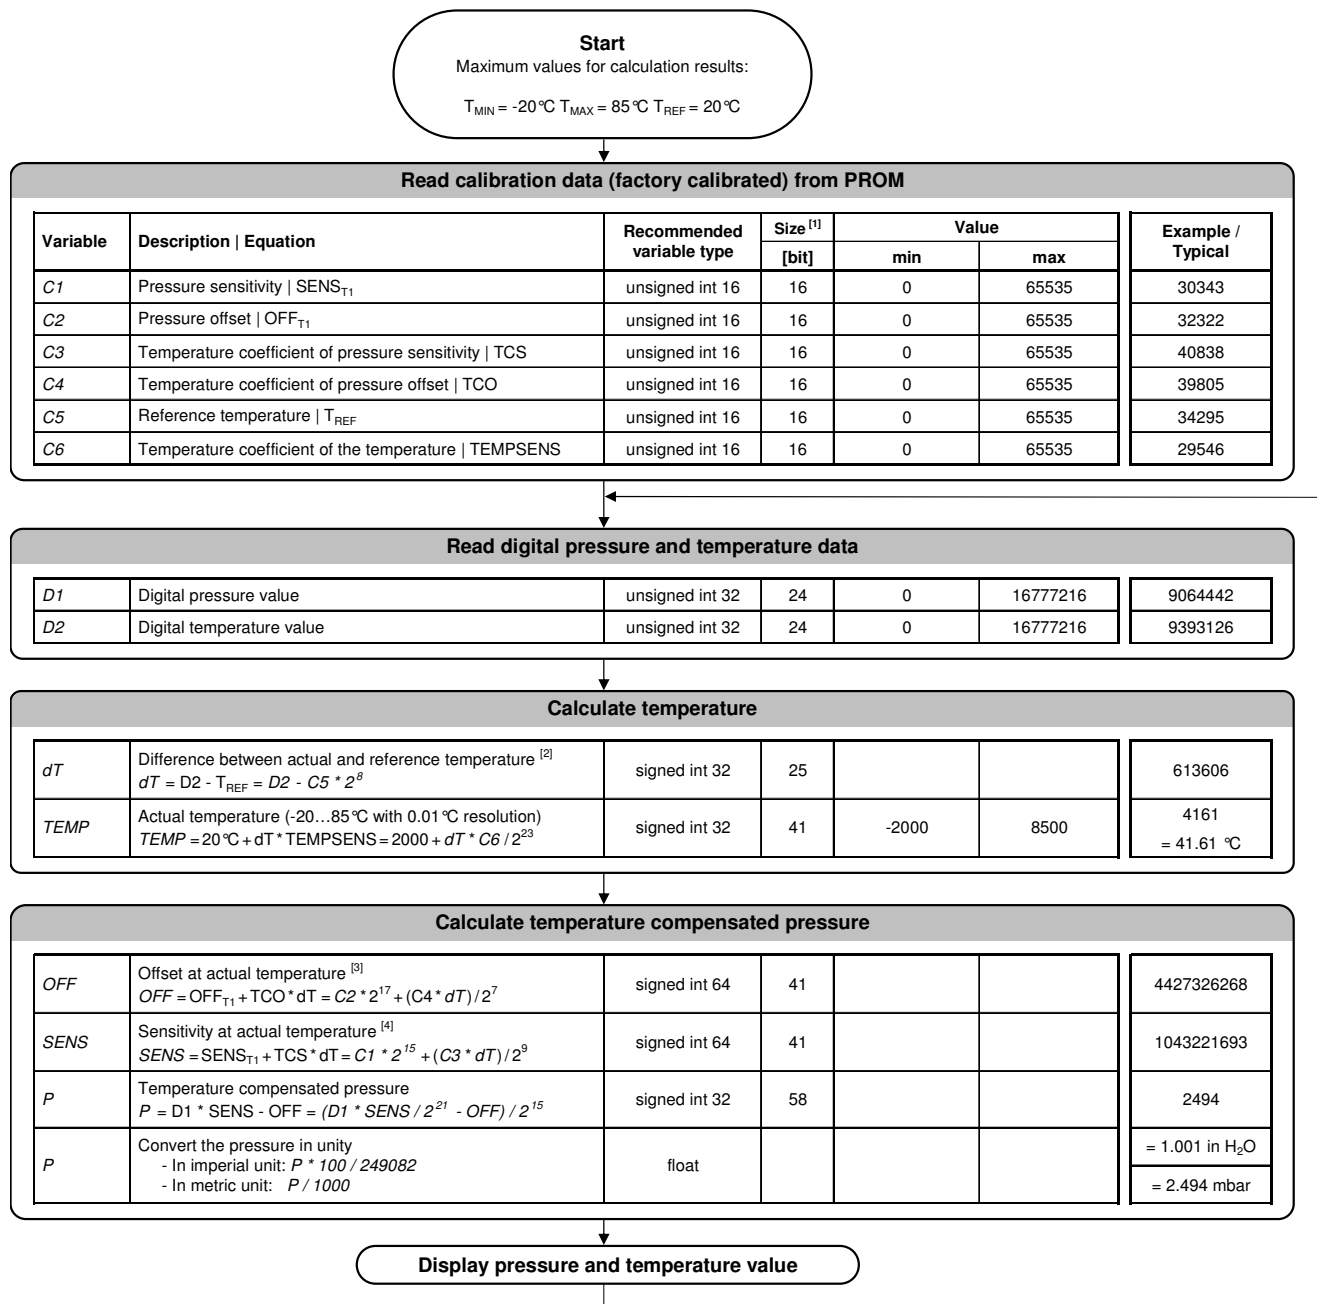 Start
Maximum values for calculation results:
T_MIN = -20°C T_MAX = 85°C T_REF = 20°C
Read calibration data (factory calibrated) from PROM
Variable | Description | Equation | Recommended variable type | Size [1] [bit] | Value min | max | Example / Typical
C1 Pressure sensitivity | SENS_T1 unsigned int 16 16 0 65535 30343
C2 Pressure offset | OFF_T1 unsigned int 16 16 0 65535 32322
C3 Temperature coefficient of pressure sensitivity | TCS unsigned int 16 16 0 65535 40838
C4 Temperature coefficient of pressure offset | TCO unsigned int 16 16 0 65535 39805
C5 Reference temperature | T_REF unsigned int 16 16 0 65535 34295
C6 Temperature coefficient of the temperature | TEMPSENS unsigned int 16 16 0 65535 29546
Read digital pressure and temperature data
D1 Digital pressure value unsigned int 32 24 0 16777216 9064442
D2 Digital temperature value unsigned int 32 24 0 16777216 9393126
Calculate temperature
dT Difference between actual and reference temperature [2]
dT = D2 - T_REF = D2 - C5 * 2^8 signed int 32 25 613606
TEMP Actual temperature (-20…85°C with 0.01°C resolution)
TEMP = 20°C + dT * TEMPSENS = 2000 + dT * C6 / 2^23 signed int 32 41 -2000 8500 4161
= 41.61 °C
Calculate temperature compensated pressure
OFF Offset at actual temperature [3]
OFF = OFF_T1 + TCO * dT = C2 * 2^17 + (C4 * dT) / 2^7 signed int 64 41 4427326268
SENS Sensitivity at actual temperature [4]
SENS = SENS_T1 + TCS * dT = C1 * 2^15 + (C3 * dT) / 2^9 signed int 64 41 1043221693
P Temperature compensated pressure
P = D1 * SENS - OFF = (D1 * SENS / 2^21 - OFF) / 2^15 signed int 32 58 2494
P Convert the pressure in unity
- In imperial unit: P * 100 / 249082 float = 1.001 in H2O
- In metric unit: P / 1000 = 2.494 mbar
Display pressure and temperature value